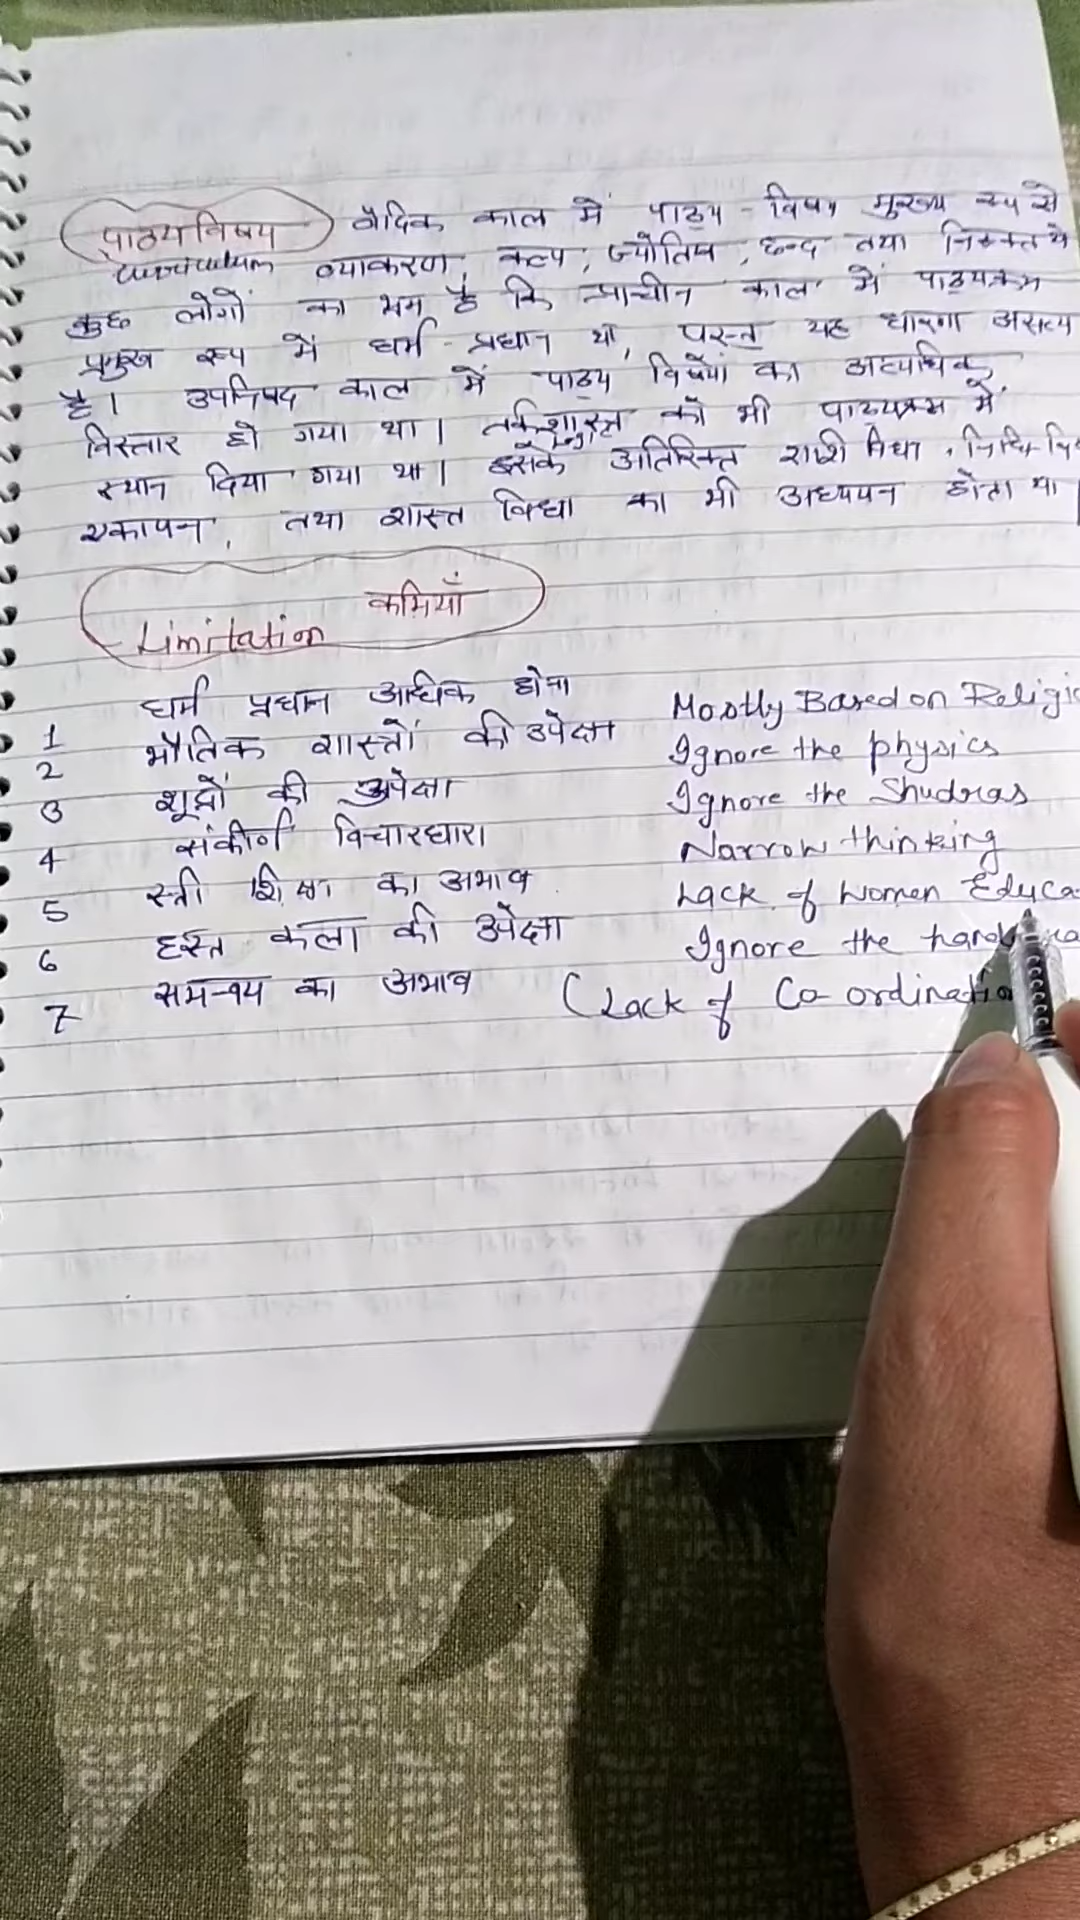 पाठ्यविषय वैदिक काल में पाठ्य - विषय मुख्य रूप से
Curriculum व्याकरण, कल्प, ज्योतिष, छन्द तथा निरुक्त थे
कुछ लोगों का भ्रम है कि प्राचीन काल में पाठ्यक्रम
प्रमुख रूप में धर्म - प्रधान था, परन्तु यह धारणा असत्य
है। उपनिषद काल में पाठ्य विषयों का अत्यधिक
विस्तार हो गया था। तर्कशास्त्र को भी पाठ्यक्रम में
स्थान दिया गया था। इसके अतिरिक्त राशी विधा,
एकापन, तथा शास्त्र विधा का भी अध्ययन होता था।
कमियाँ
Limitation
1 धर्म प्रधान अधिक होना Mostly Based on Religio
2 भौतिक शास्त्रों की उपेक्षा Ignore the physics
3 शूद्रों की उपेक्षा Ignore the Shudras
4 संकीर्ण विचारधारा Narrow thinking
5 स्त्री शिक्षा का अभाव Lack of women Educa
6 हस्त कला की उपेक्षा Ignore the
7 समन्वय का अभाव (Lack of Co-ordinatio